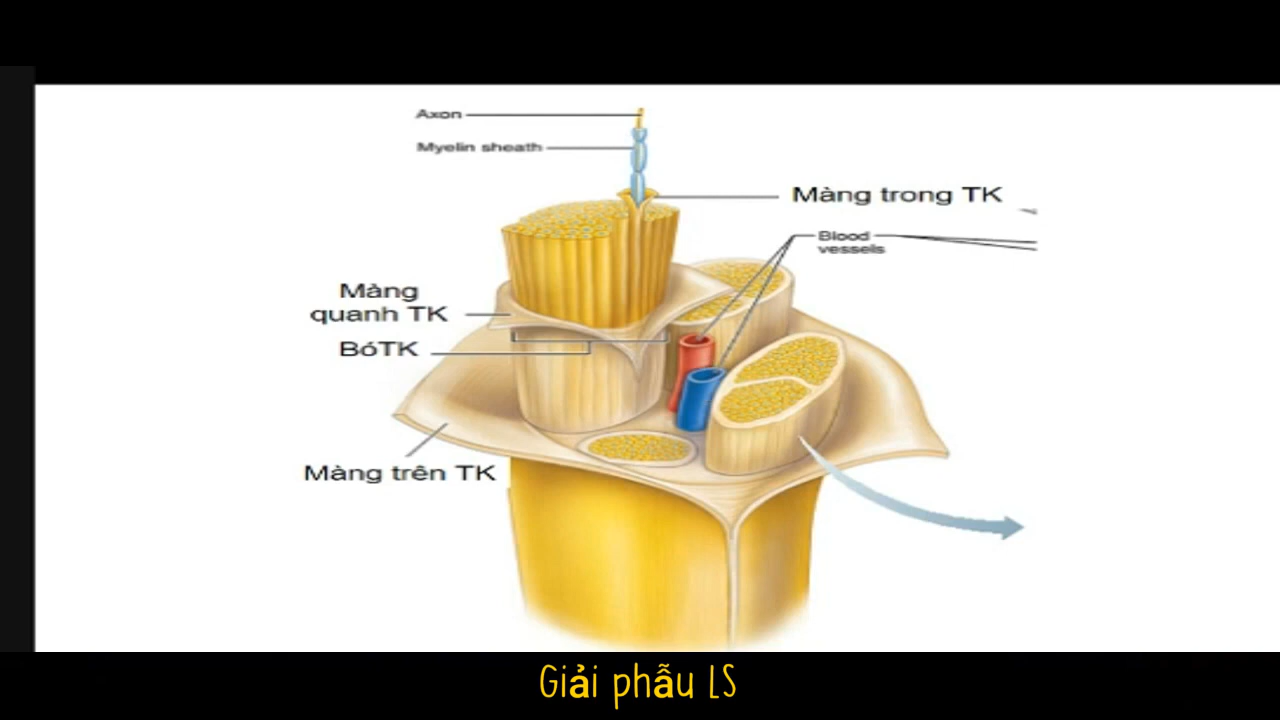 Axon
Myelin sheath
Màng trong TK
Blood
vessels
Màng
quanh TK
BóTK
Màng trên TK
Giải phẫu LS